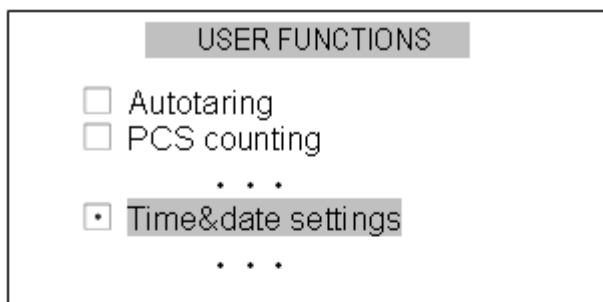 USER FUNCTIONS
Autotaring
PCS counting
. . .
Time&date settings
. . .